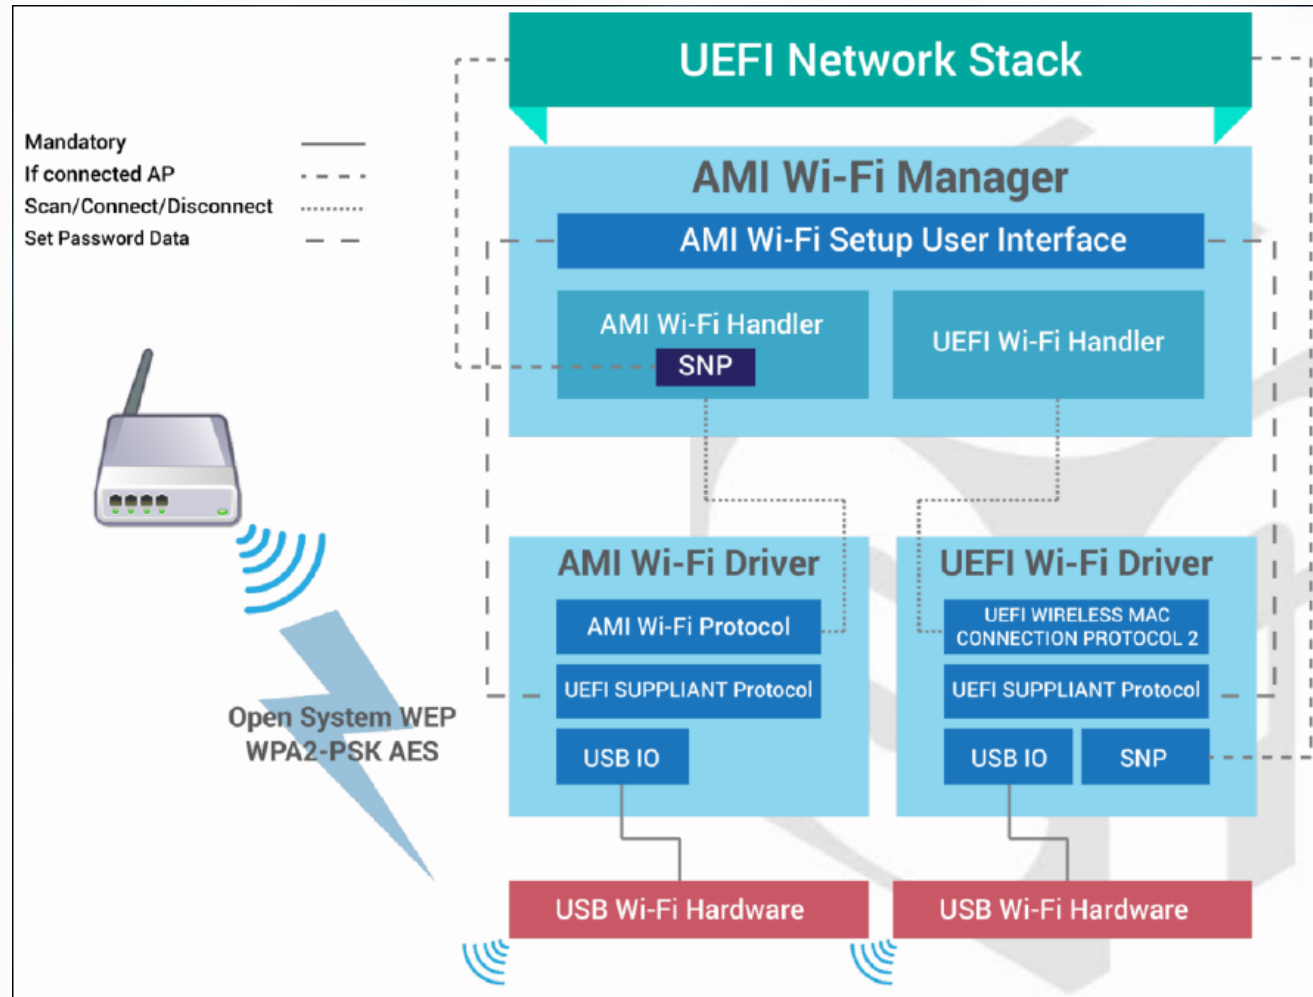 UEFI Network Stack
Mandatory
If connected AP
Scan/Connect/Disconnect
Set Password Data
AMI Wi-Fi Manager
AMI Wi-Fi Setup User Interface
AMI Wi-Fi Handler
SNP
UEFI Wi-Fi Handler
AMI Wi-Fi Driver
AMI Wi-Fi Protocol
UEFI SUPPLIANT Protocol
USB IO
UEFI Wi-Fi Driver
UEFI WIRELESS MAC
CONNECTION PROTOCOL 2
UEFI SUPPLIANT Protocol
USB IO
SNP
Open System WEP
WPA2-PSK AES
USB Wi-Fi Hardware
USB Wi-Fi Hardware